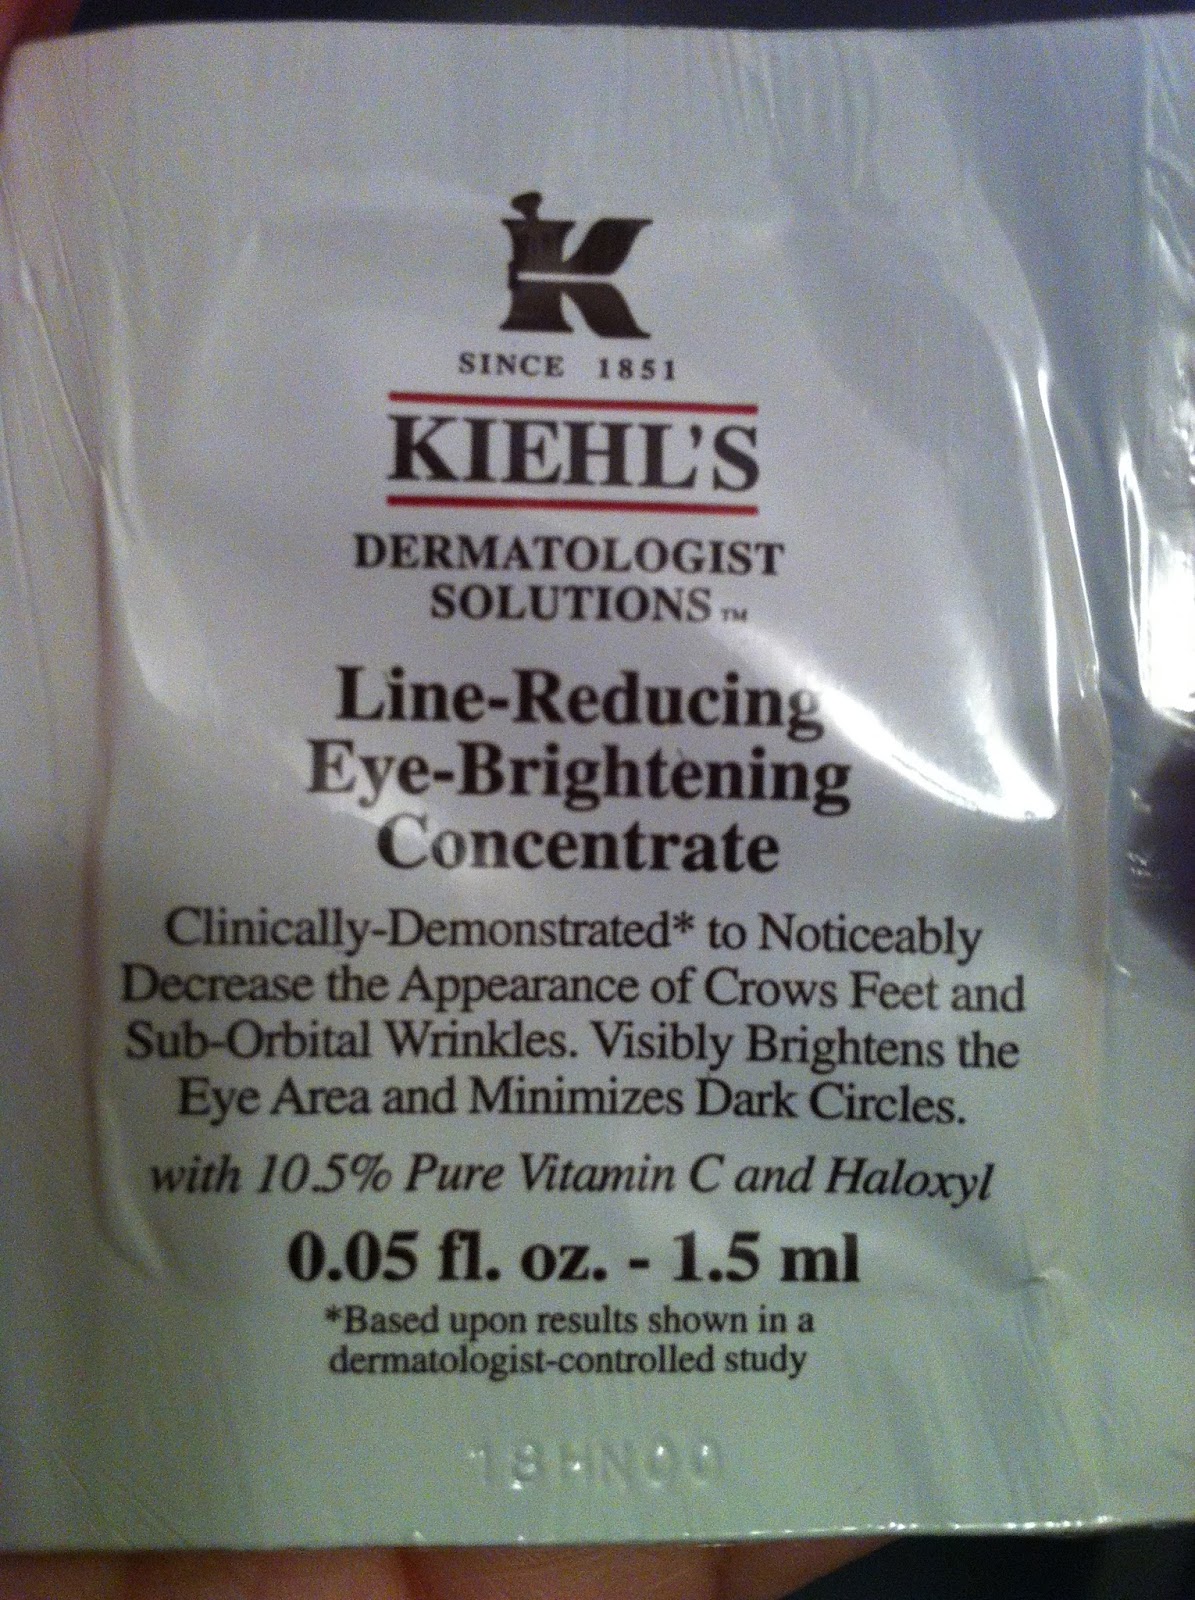 K
SINCE 1851
KIEHL'S
DERMATOLOGIST
SOLUTIONS™
Line-Reducing
Eye-Brightening
Concentrate
Clinically-Demonstrated* to Noticeably
Decrease the Appearance of Crows Feet and
Sub-Orbital Wrinkles. Visibly Brightens the
Eye Area and Minimizes Dark Circles.
with 10.5% Pure Vitamin C and Haloxyl
0.05 fl. oz. - 1.5 ml
*Based upon results shown in a
dermatologist-controlled study